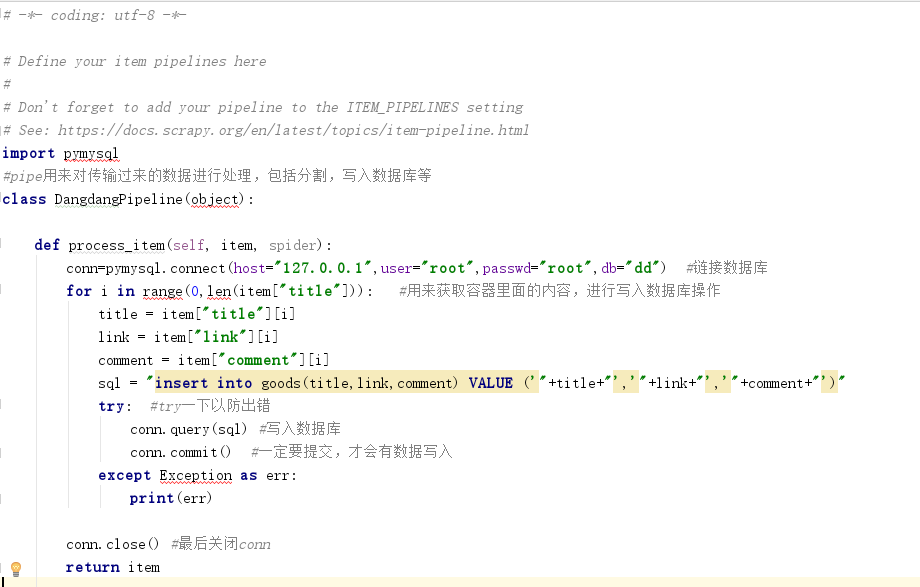 # -*- coding: utf-8 -*-
# Define your item pipelines here
#
# Don't forget to add your pipeline to the ITEM_PIPELINES setting
# See: https://docs.scrapy.org/en/latest/topics/item-pipeline.html
import pymysql
#pipe用来对传输过来的数据进行处理，包括分割，写入数据库等
class DangdangPipeline(object):
def process_item(self, item, spider):
conn=pymysql.connect(host="127.0.0.1",user="root",passwd="root",db="dd") #链接数据库
for i in range(0,len(item["title"])): #用来获取容器里面的内容，进行写入数据库操作
title = item["title"][i]
link = item["link"][i]
comment = item["comment"][i]
sql = "insert into goods(title,link,comment) VALUE ('"+title+"','"+link+"','"+comment+"')"
try: #try一下以防出错
conn.query(sql) #写入数据库
conn.commit() #一定要提交，才会有数据写入
except Exception as err:
print(err)
conn.close() #最后关闭conn
return item